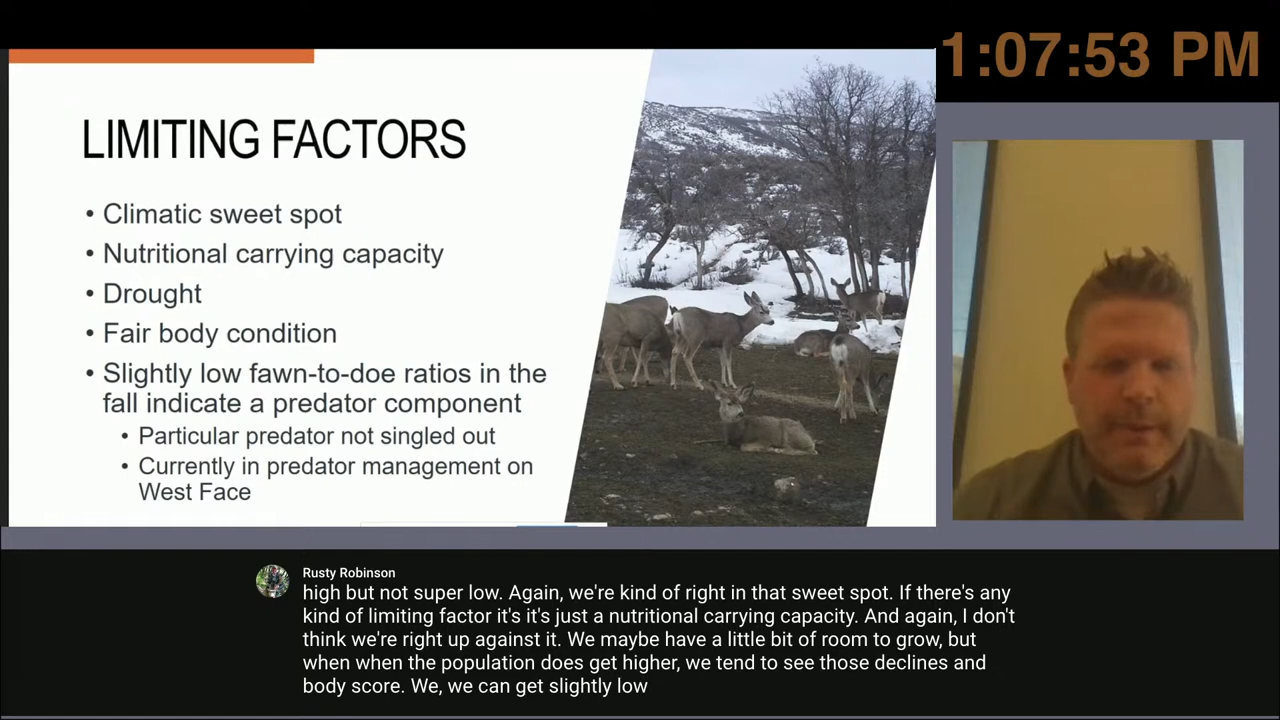 1:07:53 PM
LIMITING FACTORS
• Climatic sweet spot
• Nutritional carrying capacity
• Drought
• Fair body condition
• Slightly low fawn-to-doe ratios in the
fall indicate a predator component
• Particular predator not singled out
• Currently in predator management on
West Face
Rusty Robinson
high but not super low. Again, we're kind of right in that sweet spot. If there's any
kind of limiting factor it's it's just a nutritional carrying capacity. And again, I don't
think we're right up against it. We maybe have a little bit of room to grow, but
when when the population does get higher, we tend to see those declines and
body score. We, we can get slightly low